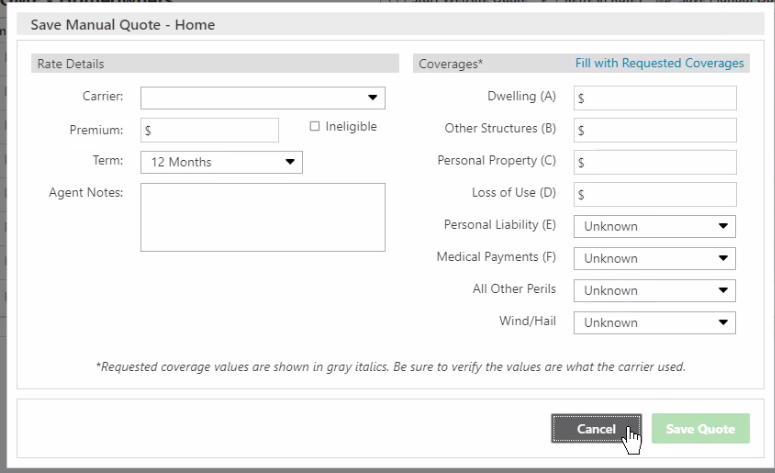 Save Manual Quote - Home
Rate Details
Carrier:
Premium: $
Ineligible
Term: 12 Months
Agent Notes:
Coverages*
Fill with Requested Coverages
Dwelling (A) $
Other Structures (B) $
Personal Property (C) $
Loss of Use (D) $
Personal Liability (E) Unknown
Medical Payments (F) Unknown
All Other Perils Unknown
Wind/Hail Unknown
*Requested coverage values are shown in gray italics. Be sure to verify the values are what the carrier used.
Cancel
Save Quote